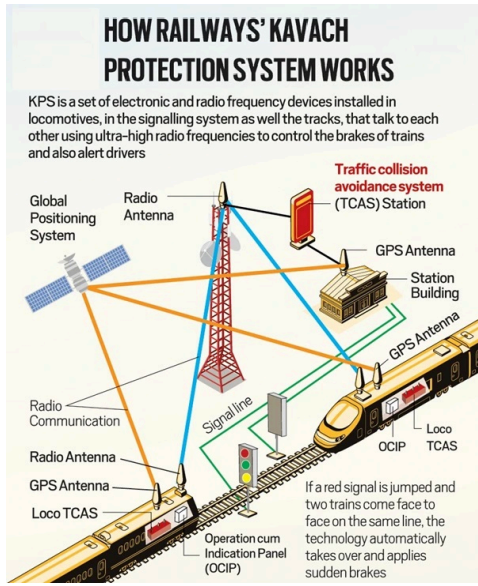 HOW RAILWAYS' KAVACH
PROTECTION SYSTEM WORKS
KPS is a set of electronic and radio frequency devices installed in
locomotives, in the signalling system as well the tracks, that talk to each
other using ultra-high radio frequencies to control the brakes of trains
and also alert drivers
Traffic collision
avoidance system
(TCAS) Station
Radio
Antenna
Global
Positioning
System
GPS Antenna
Station
Building
GPS Antenna
Radio
Communication
Signal line
Loco
TCAS
OCIP
Radio Antenna
GPS Antenna
Loco TCAS
Operation cum
Indication Panel
(OCIP)
If a red signal is jumped and
two trains come face to
face on the same line, the
technology automatically
takes over and applies
sudden brakes